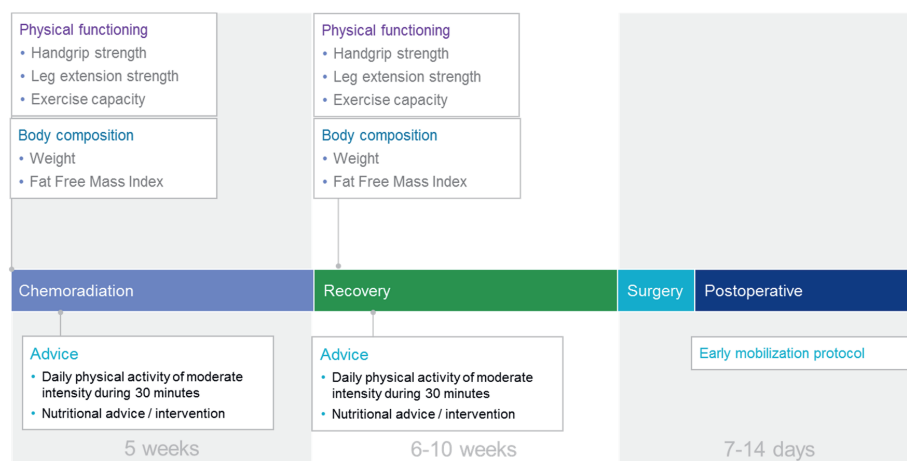 Physical functioning
• Handgrip strength
• Leg extension strength
• Exercise capacity
Body composition
• Weight
• Fat Free Mass Index
Physical functioning
• Handgrip strength
• Leg extension strength
• Exercise capacity
Body composition
• Weight
• Fat Free Mass Index
Chemoradiation
Recovery
Surgery
Postoperative
Advice
• Daily physical activity of moderate
intensity during 30 minutes
• Nutritional advice / intervention
Advice
• Daily physical activity of moderate
intensity during 30 minutes
• Nutritional advice / intervention
Early mobilization protocol
5 weeks
6-10 weeks
7-14 days